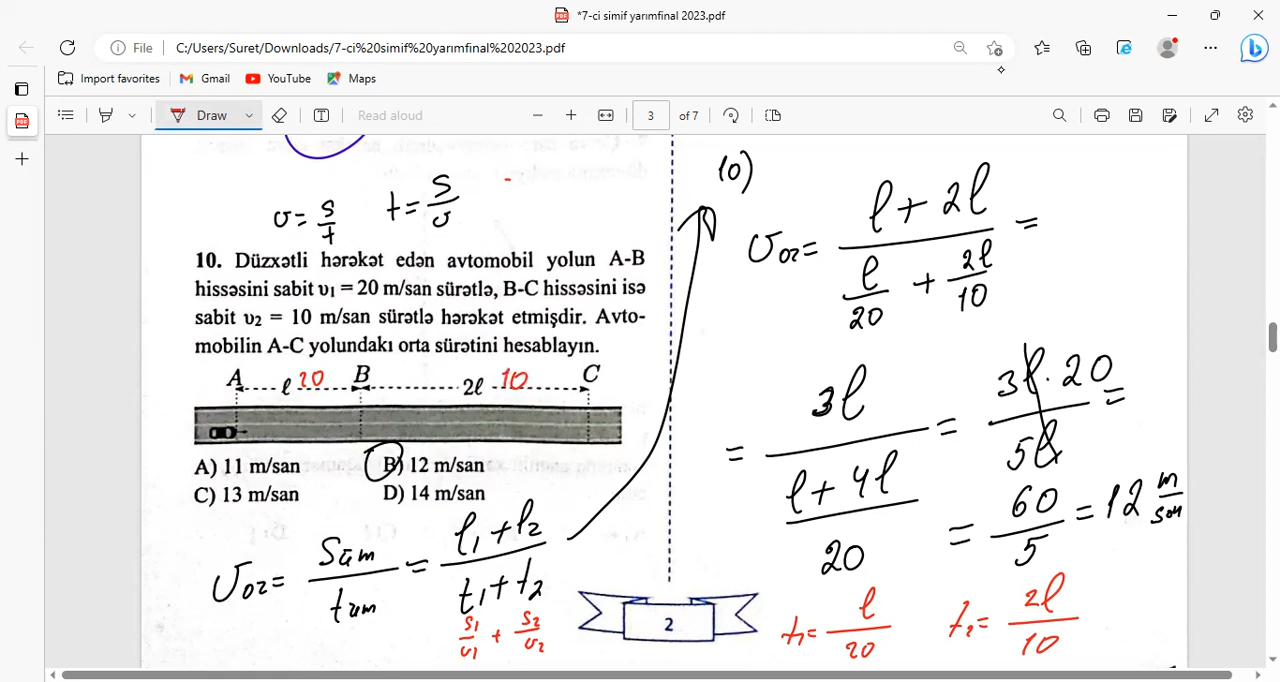 *7-ci simif yarımfinal 2023.pdf
File
C:/Users/Suret/Downloads/7-ci%20simif%20yarımfinal%202023.pdf
Import favorites
Gmail
YouTube
Maps
Draw
Read aloud
3
of 7
υ = s/t
t = s/υ
10. Düzxətli hərəkət edən avtomobil yolun A-B
hissəsini sabit υ₁ = 20 m/san sürətlə, B-C hissəsini isə
sabit υ₂ = 10 m/san sürətlə hərəkət etmişdir. Avto-
mobilin A-C yolundakı orta sürətini hesablayın.
A ℓ 20 B 2ℓ 10 C
A) 11 m/san
B) 12 m/san
C) 13 m/san
D) 14 m/san
υor = Süm/tüm = (ℓ₁ + ℓ₂)/(t₁ + t₂)
s₁/υ₁ + s₂/υ₂
2
10)
υor = (ℓ + 2ℓ)/(ℓ/20 + 2ℓ/10) =
= 3ℓ/((ℓ + 4ℓ)/20) = 3ℓ · 20/5ℓ =
= 60/5 = 12 m/san
t₁ = ℓ/20
t₂ = 2ℓ/10